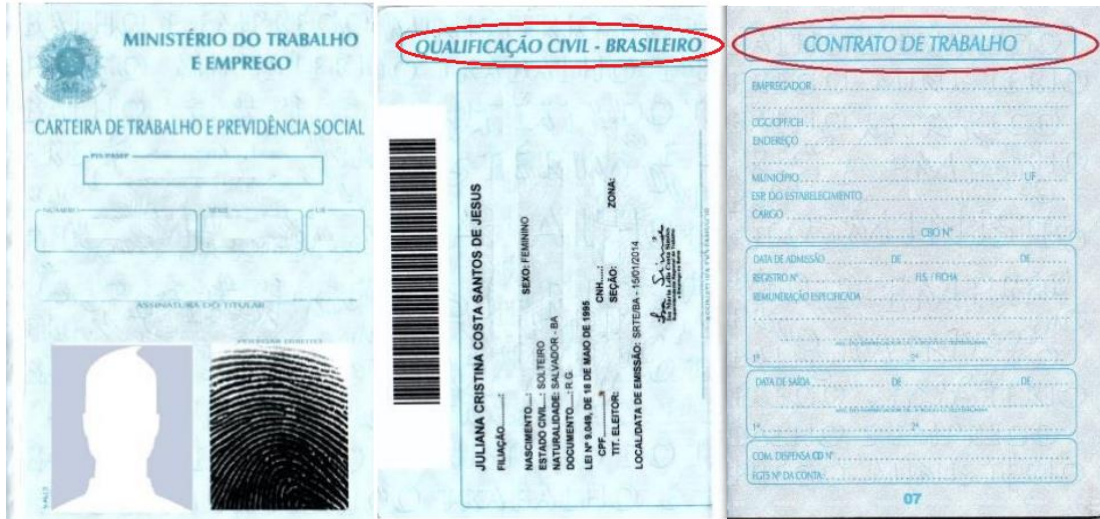 MINISTÉRIO DO TRABALHO
E EMPREGO
CARTEIRA DE TRABALHO E PREVIDÊNCIA SOCIAL
PIS/PASEP
NÚMERO
SÉRIE
UF
ASSINATURA DO TITULAR
POLEGAR DIREITO
QUALIFICAÇÃO CIVIL - BRASILEIRO
JULIANA CRISTINA COSTA SANTOS DE JESUS
FILIAÇÃO........:
NASCIMENTO....: SEXO: FEMININO
ESTADO CIVIL...: SOLTEIRO
NATURALIDADE: SALVADOR - BA
DOCUMENTO....: R.G.
LEI Nº 9.049, DE 18 DE MAIO DE 1995
CPF..............: CNH.....:
TIT. ELEITOR: SEÇÃO: ZONA:
LOCAL/DATA DE EMISSÃO: SRTE/BA - 15/01/2014
CONTRATO DE TRABALHO
EMPREGADOR
CGC/CPF/CEI
ENDEREÇO
MUNICÍPIO UF
ESP. DO ESTABELECIMENTO
CARGO
CBO Nº
DATA DE ADMISSÃO DE DE
REGISTRO Nº FLS. / FICHA
REMUNERAÇÃO ESPECIFICADA
1º 2º
DATA DE SAÍDA DE DE
1º 2º
COM. DISPENSA CD Nº
FGTS Nº DA CONTA
07